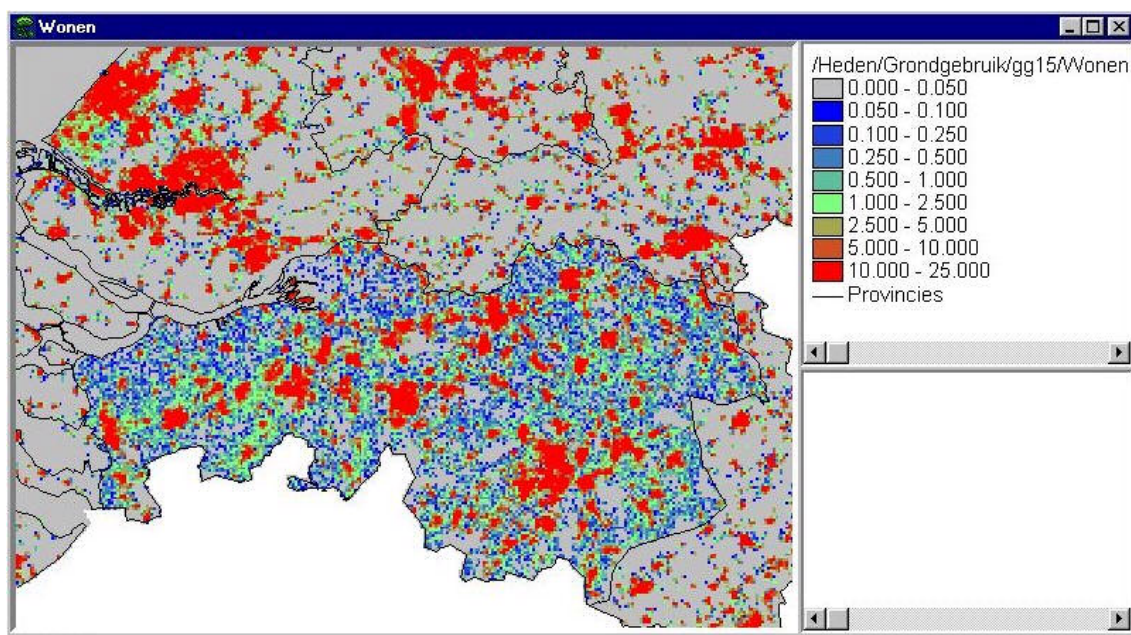 Wonen
/Heden/Grondgebruik/gg15/Wonen
0.000 - 0.050
0.050 - 0.100
0.100 - 0.250
0.250 - 0.500
0.500 - 1.000
1.000 - 2.500
2.500 - 5.000
5.000 - 10.000
10.000 - 25.000
Provincies